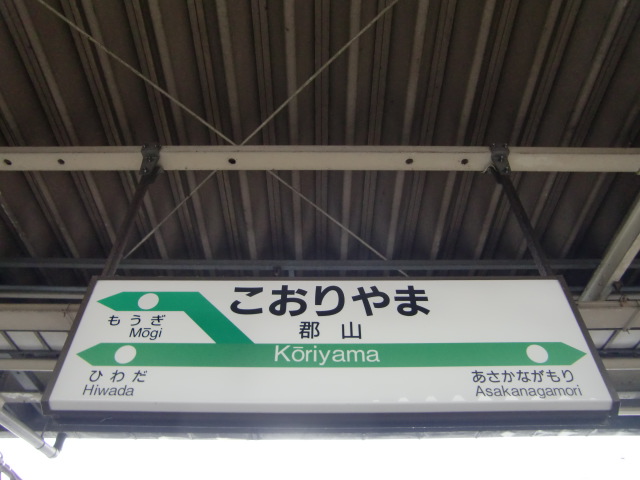 こおりやま
郡山
Kōriyama
もうぎ
Mōgi
ひわだ
Hiwada
あさかながもり
Asakanagamori